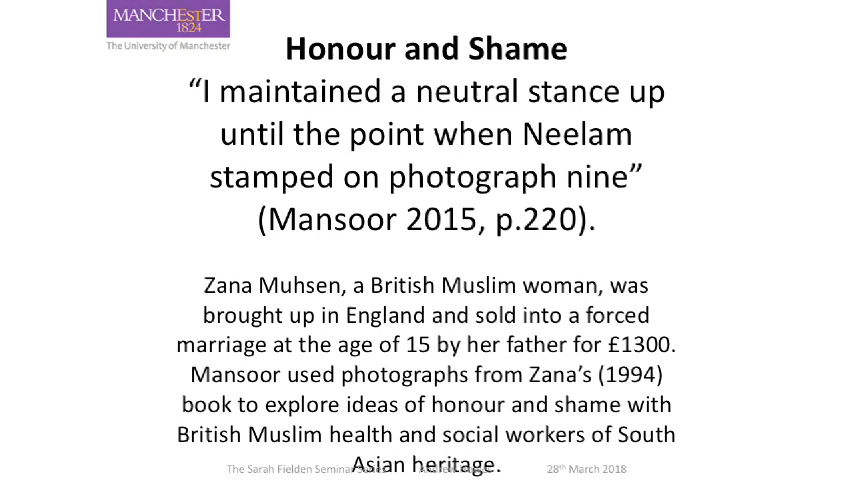 MANCHESTER
1824
The University of Manchester
Honour and Shame
“I maintained a neutral stance up
until the point when Neelam
stamped on photograph nine”
(Mansoor 2015, p.220).
Zana Muhsen, a British Muslim woman, was
brought up in England and sold into a forced
marriage at the age of 15 by her father for £1300.
Mansoor used photographs from Zana’s (1994)
book to explore ideas of honour and shame with
British Muslim health and social workers of South
Asian heritage.
The Sarah Fielden Seminar 28th March 2018